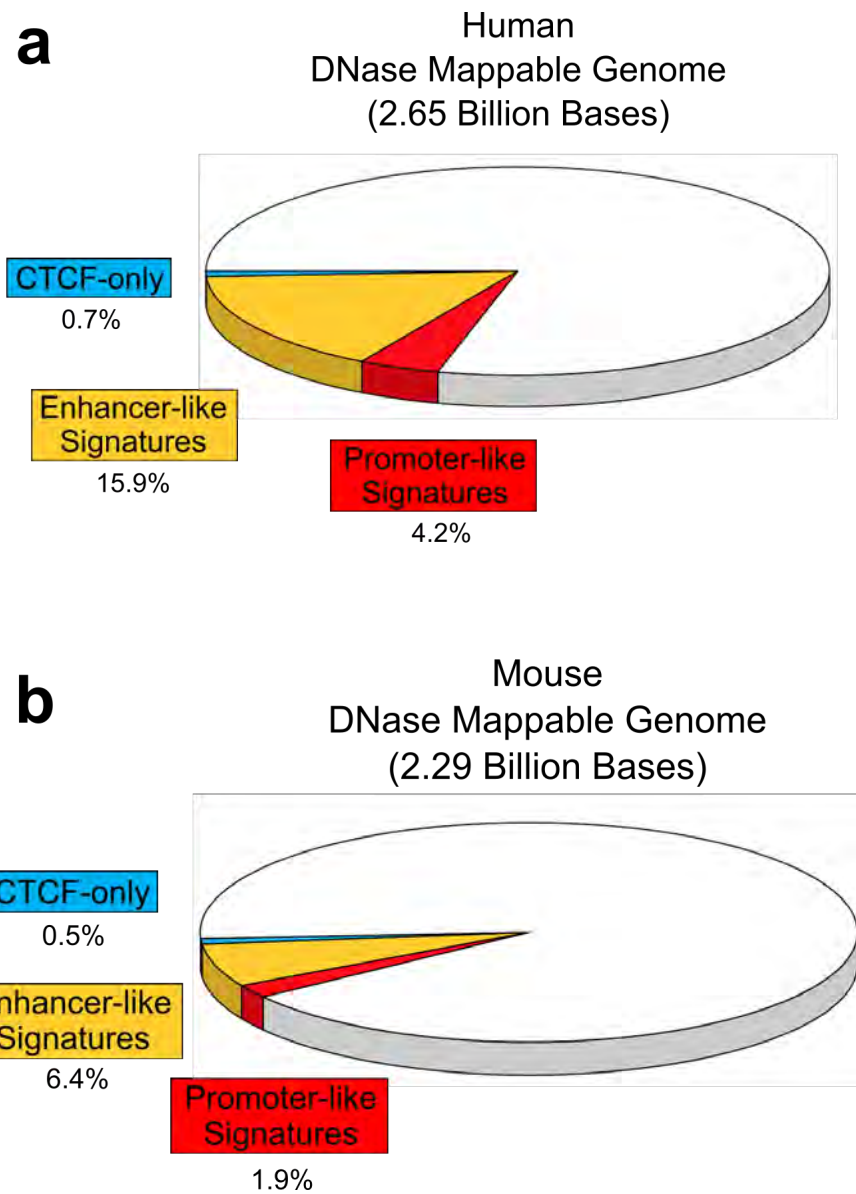 a
Human
DNase Mappable Genome
(2.65 Billion Bases)
CTCF-only
0.7%
Enhancer-like
Signatures
15.9%
Promoter-like
Signatures
4.2%
b
Mouse
DNase Mappable Genome
(2.29 Billion Bases)
CTCF-only
0.5%
nhancer-like
Signatures
6.4%
Promoter-like
Signatures
1.9%